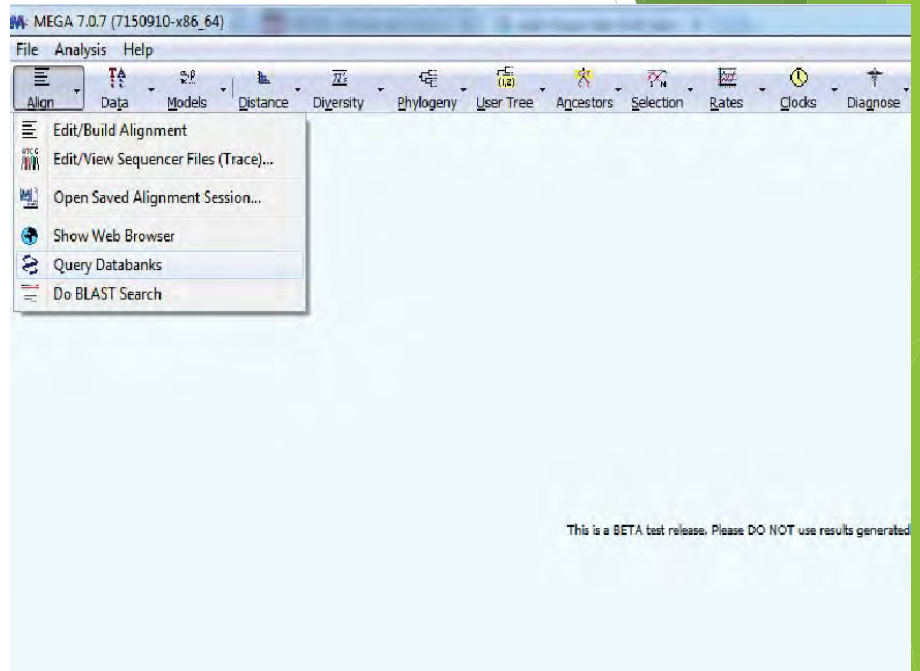 MEGA 7.0.7 (7150910-x86_64)
File Analysis Help
Align Data Models Distance Diversity Phylogeny User Tree Ancestors Selection Rates Clocks Diagnose
Edit/Build Alignment
Edit/View Sequencer Files (Trace)...
Open Saved Alignment Session...
Show Web Browser
Query Databanks
Do BLAST Search
This is a BETA test release. Please DO NOT use results generated